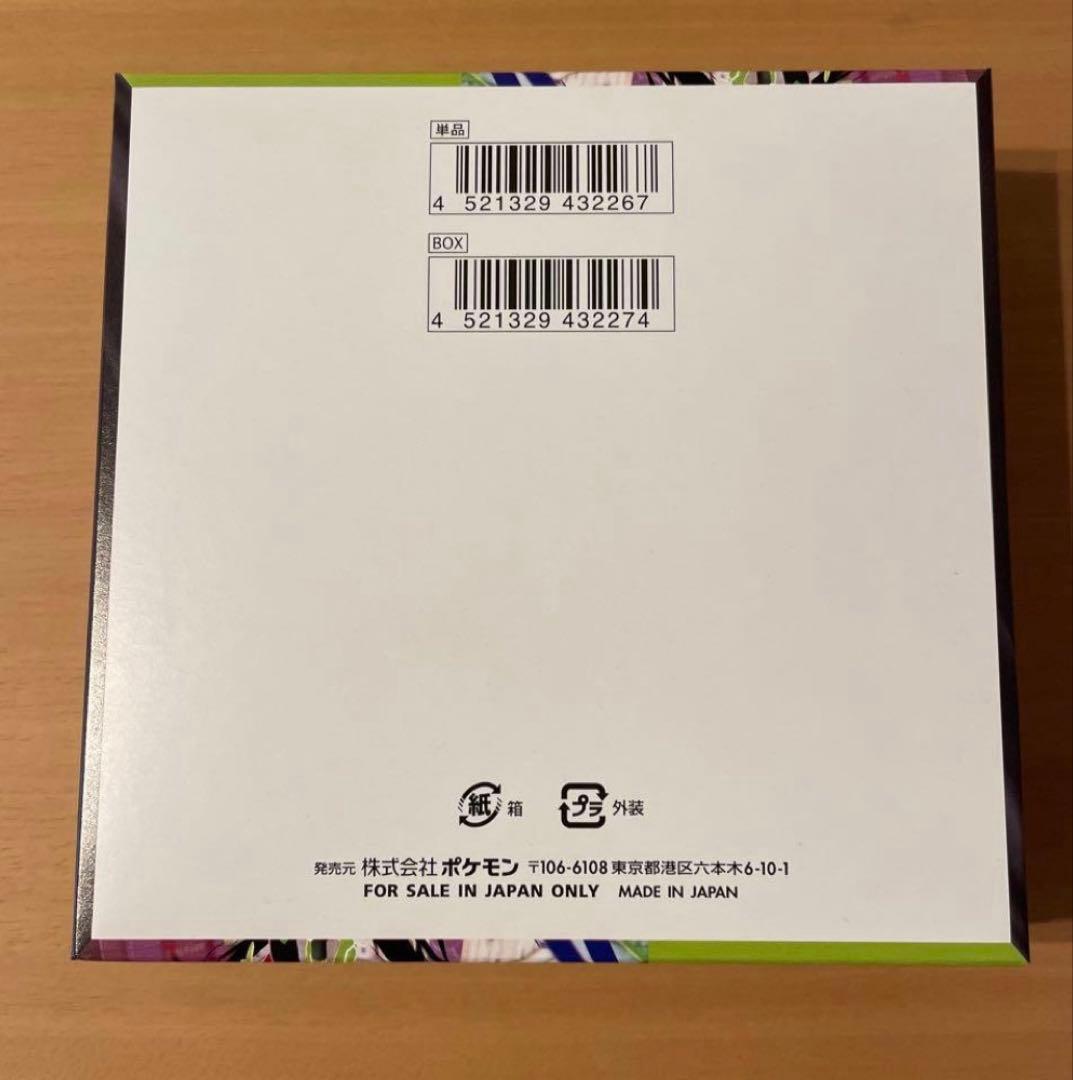 単品
4 521329 432267
BOX
4 521329 432274
紙 箱 プラ 外装
発売元 株式会社 ポケモン 〒106-6108 東京都港区六本木6-10-1
FOR SALE IN JAPAN ONLY MADE IN JAPAN